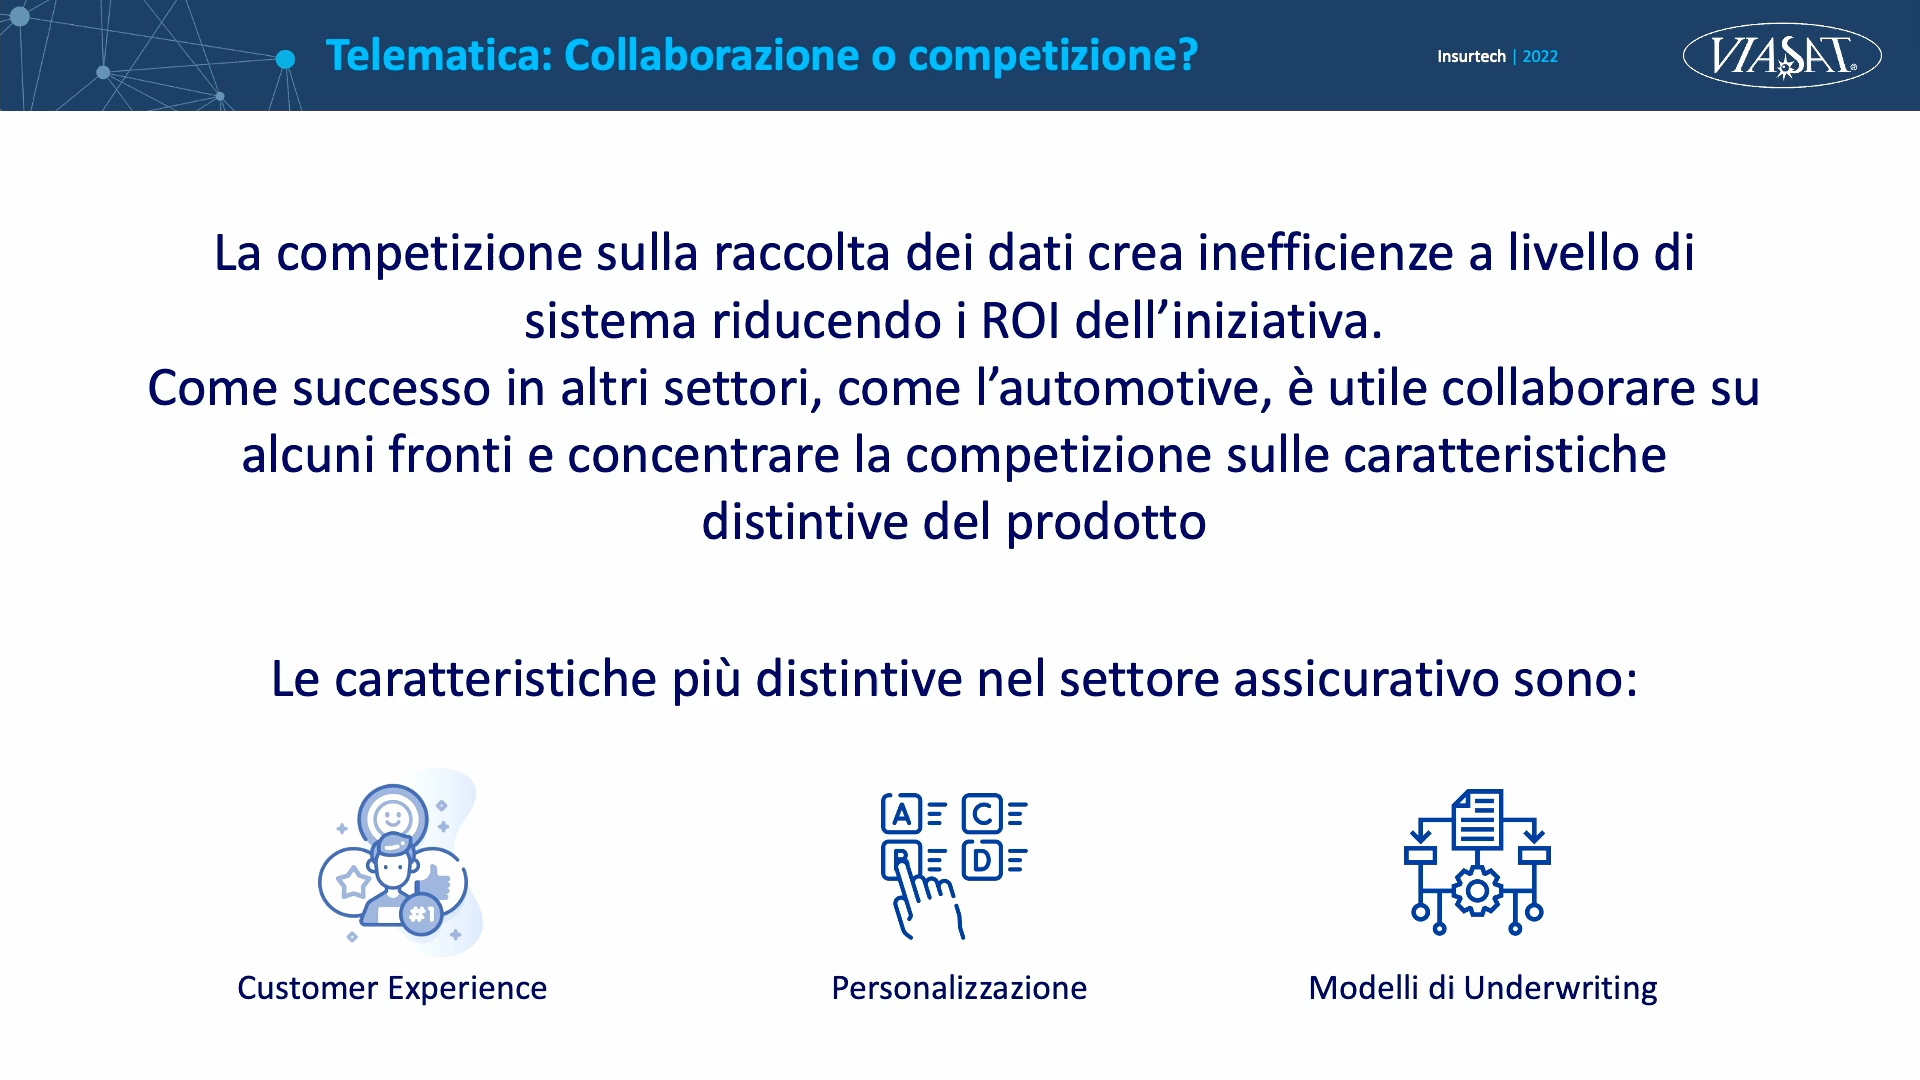 Telematica: Collaborazione o competizione?
Insurtech | 2022
VIASAT®
La competizione sulla raccolta dei dati crea inefficienze a livello di
sistema riducendo i ROI dell’iniziativa.
Come successo in altri settori, come l’automotive, è utile collaborare su
alcuni fronti e concentrare la competizione sulle caratteristiche
distintive del prodotto
Le caratteristiche più distintive nel settore assicurativo sono:
A C
B D
#1
Customer Experience
Personalizzazione
Modelli di Underwriting